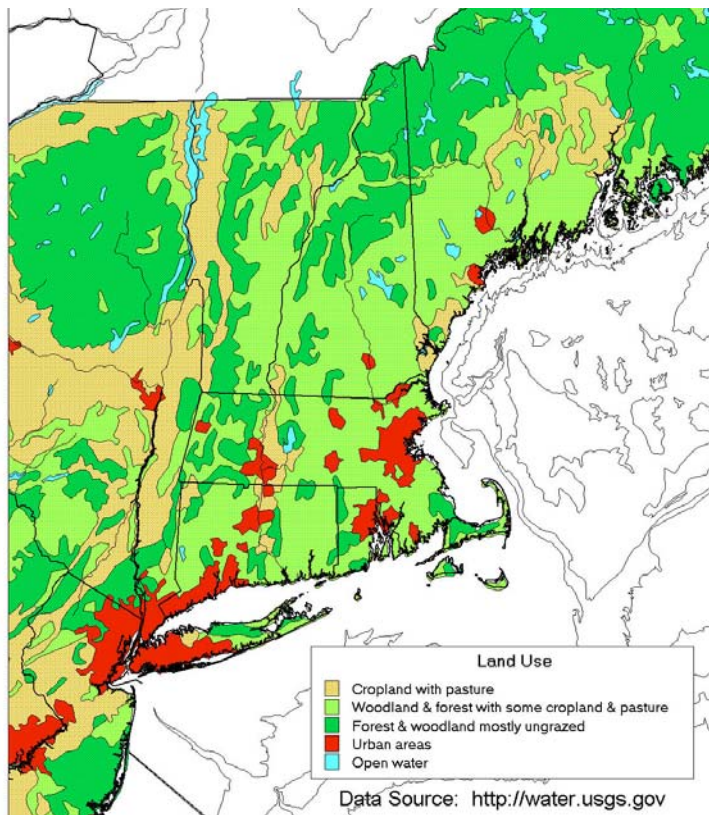 Land Use
Cropland with pasture
Woodland & forest with some cropland & pasture
Forest & woodland mostly ungrazed
Urban areas
Open water
Data Source: http://water.usgs.gov